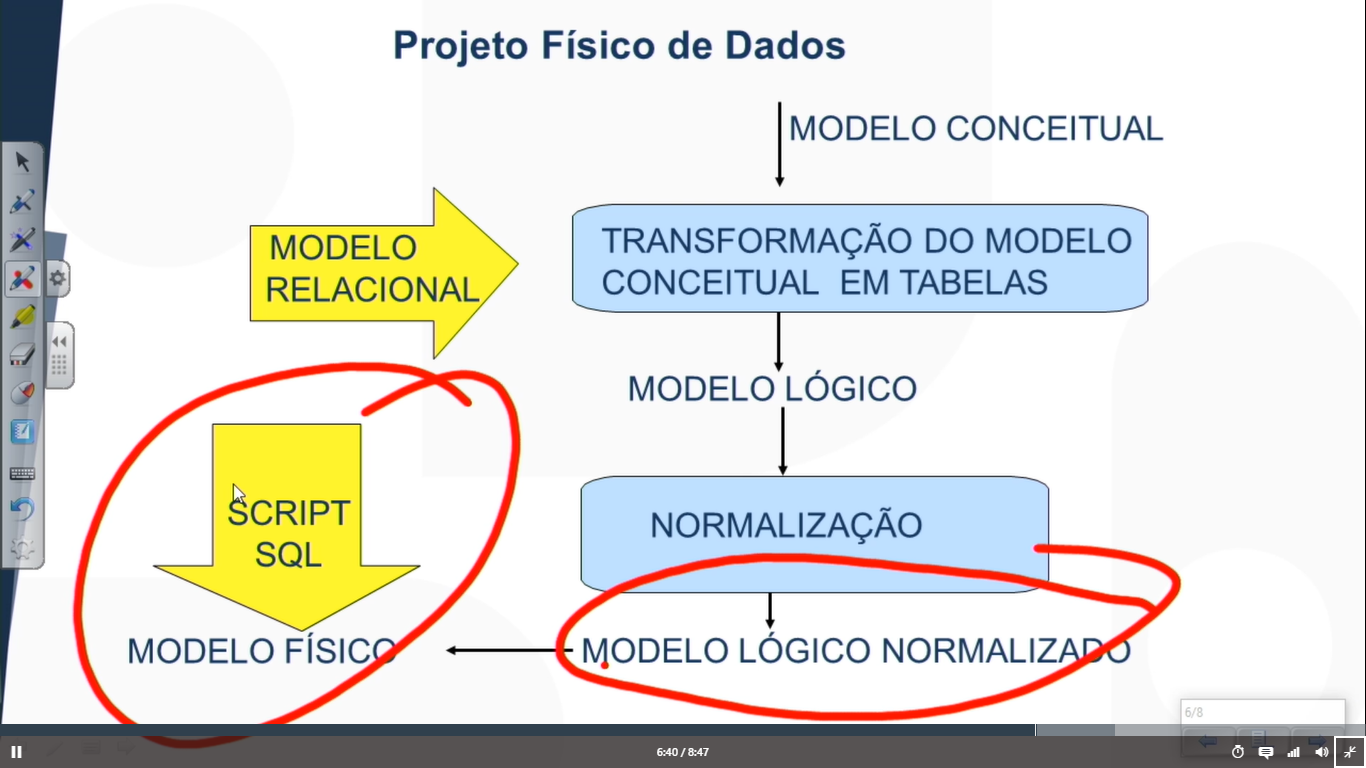 Projeto Físico de Dados
MODELO CONCEITUAL
MODELO
RELACIONAL
TRANSFORMAÇÃO DO MODELO
CONCEITUAL EM TABELAS
MODELO LÓGICO
SCRIPT
SQL
NORMALIZAÇÃO
MODELO FÍSICO
MODELO LÓGICO NORMALIZADO
6/8
6:40 / 8:47